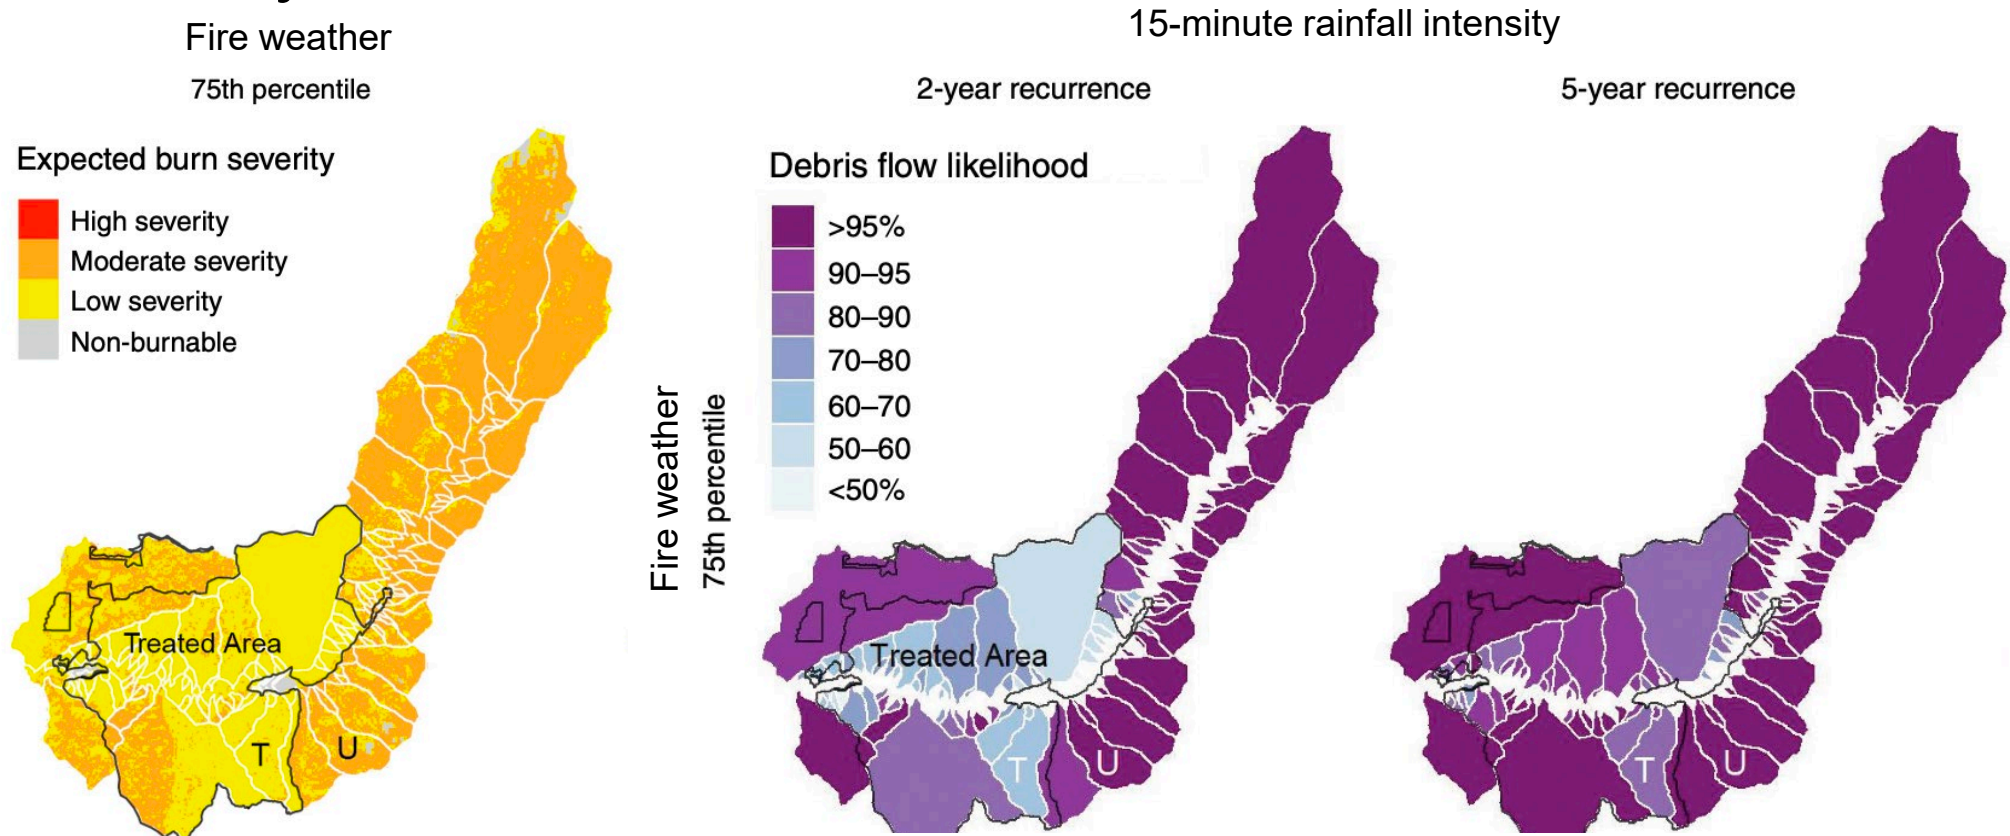 Fire weather
75th percentile
Expected burn severity
High severity
Moderate severity
Low severity
Non-burnable
Treated Area
T
U
15-minute rainfall intensity
2-year recurrence
5-year recurrence
Fire weather
75th percentile
Debris flow likelihood
>95%
90–95
80–90
70–80
60–70
50–60
<50%
Treated Area
T
U
T
U